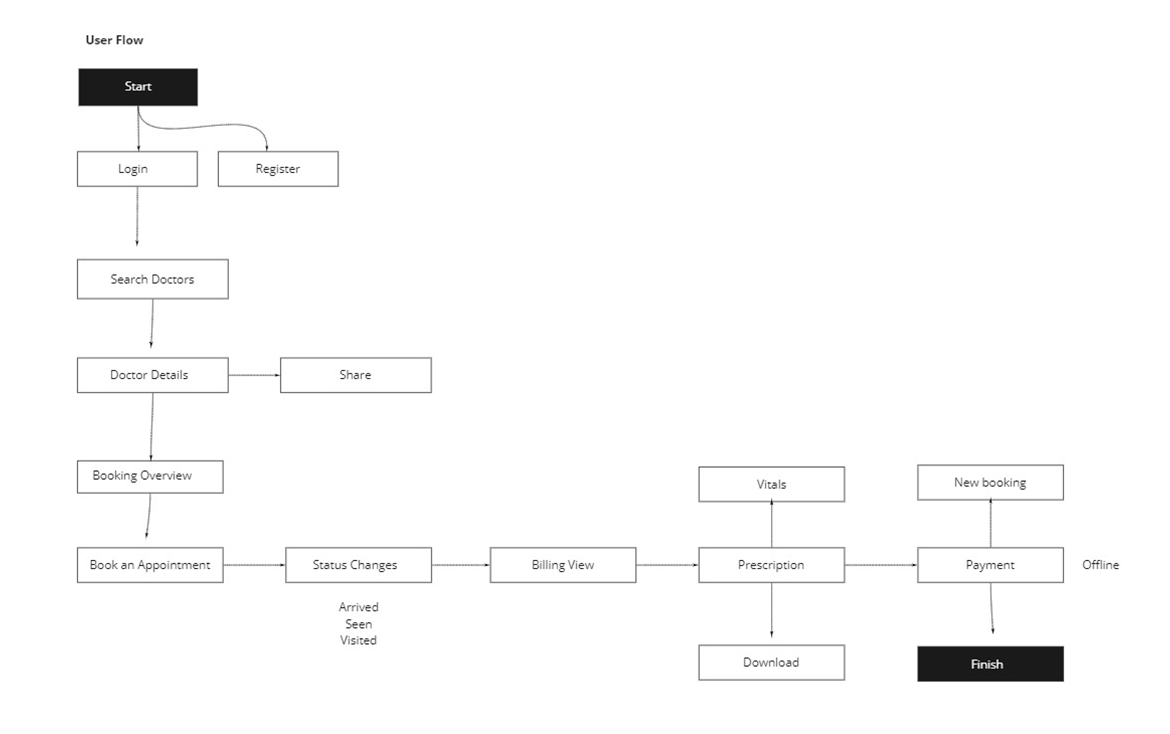 User Flow
Start
Login
Register
Search Doctors
Doctor Details
Share
Booking Overview
Vitals
New booking
Book an Appointment
Status Changes
Billing View
Prescription
Payment
Offline
Arrived
Seen
Visited
Download
Finish